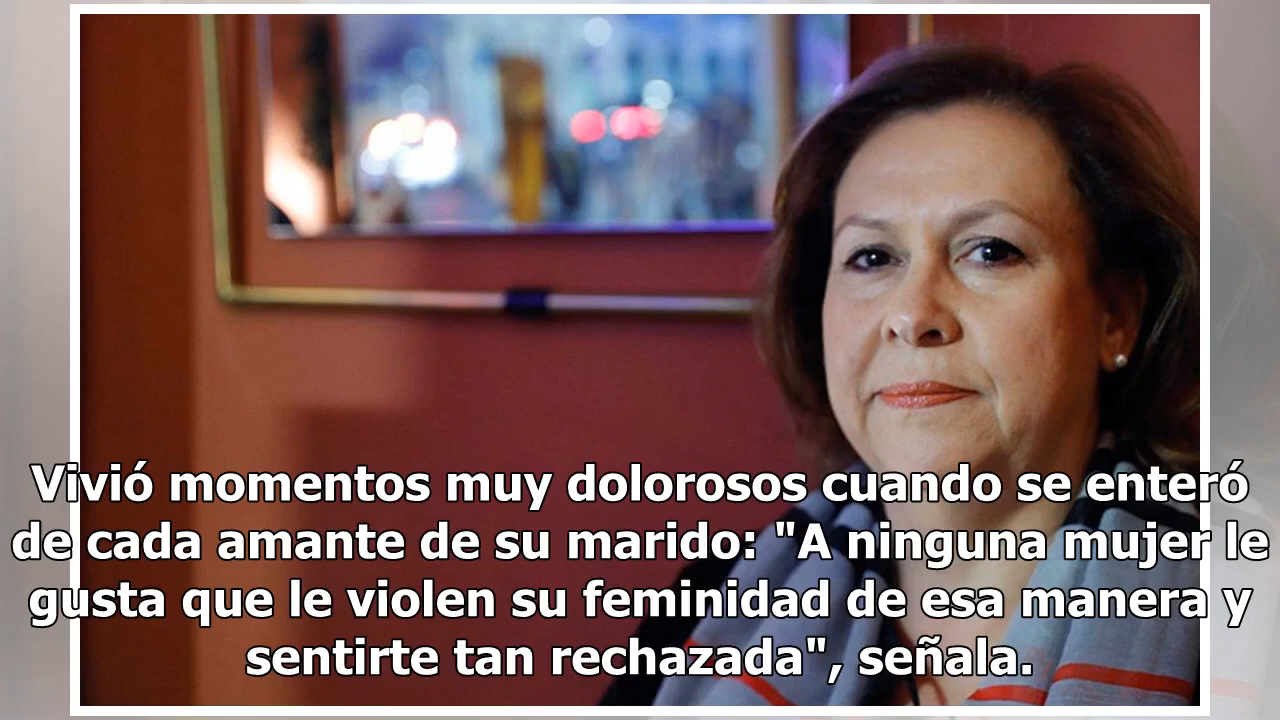 Vivió momentos muy dolorosos cuando se enteró
de cada amante de su marido: "A ninguna mujer le
gusta que le violen su feminidad de esa manera y
sentirte tan rechazada", señala.